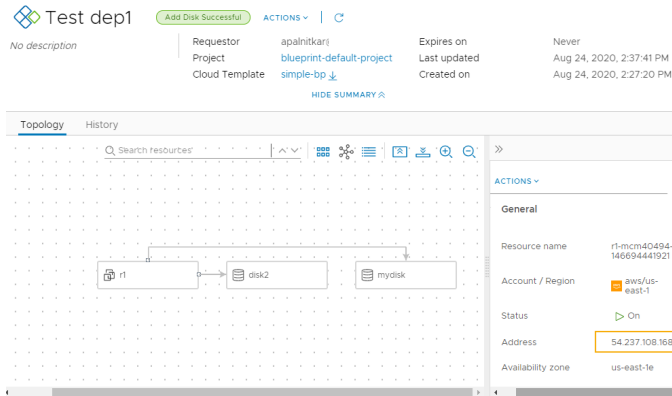 Test dep1
Add Disk Successful
ACTIONS
No description
Requestor apalnitkar
Expires on Never
Project blueprint-default-project
Last updated Aug 24, 2020, 2:37:41 PM
Cloud Template simple-bp
Created on Aug 24, 2020, 2:27:20 PM
HIDE SUMMARY
Topology History
Search resources
ACTIONS
General
Resource name r1-mcm40494-
146694441921
r1
disk2
mydisk
Account / Region aws/us-
east-1
Status On
Address 54.237.108.168
Availability zone us-east-1e